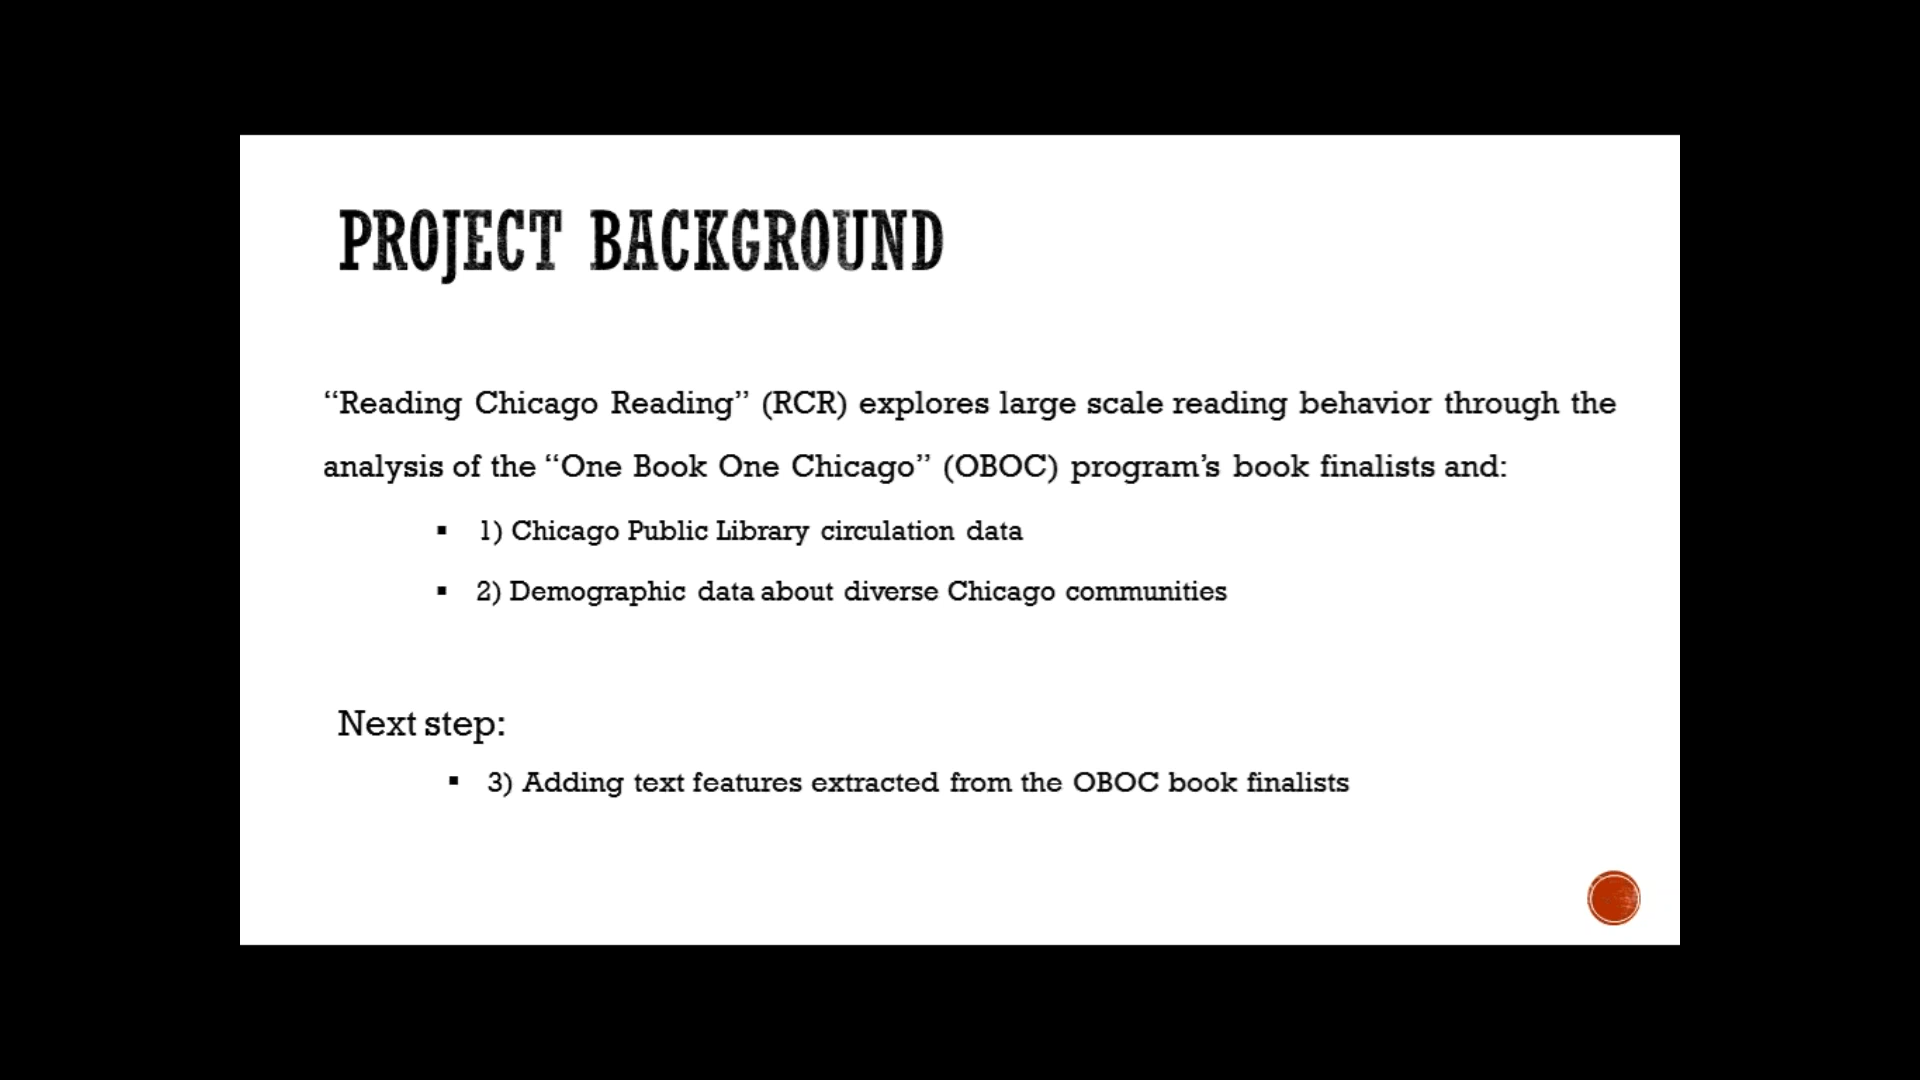 PROJECT BACKGROUND
“Reading Chicago Reading” (RCR) explores large scale reading behavior through the
analysis of the “One Book One Chicago” (OBOC) program’s book finalists and:
▪ 1) Chicago Public Library circulation data
▪ 2) Demographic data about diverse Chicago communities
Next step:
▪ 3) Adding text features extracted from the OBOC book finalists